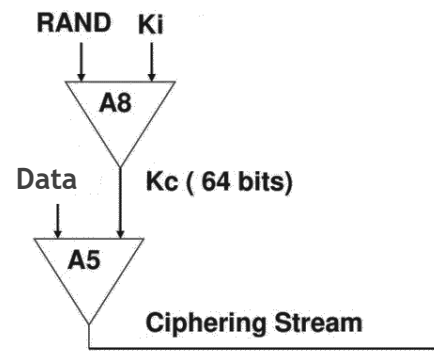 RAND Ki
A8
Data Kc ( 64 bits)
A5
Ciphering Stream